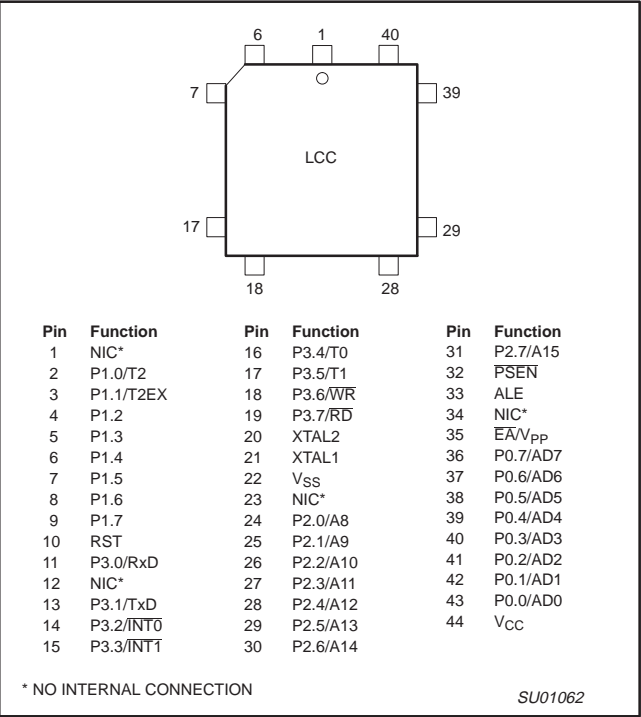 6 1 40
7 39
LCC
17 29
18 28
Pin Function Pin Function Pin Function
1 NIC* 16 P3.4/T0 31 P2.7/A15
2 P1.0/T2 17 P3.5/T1 32 P̅S̅E̅N̅
3 P1.1/T2EX 18 P3.6/W̅R̅ 33 ALE
4 P1.2 19 P3.7/R̅D̅ 34 NIC*
5 P1.3 20 XTAL2 35 E̅A̅/VPP
6 P1.4 21 XTAL1 36 P0.7/AD7
7 P1.5 22 VSS 37 P0.6/AD6
8 P1.6 23 NIC* 38 P0.5/AD5
9 P1.7 24 P2.0/A8 39 P0.4/AD4
10 RST 25 P2.1/A9 40 P0.3/AD3
11 P3.0/RxD 26 P2.2/A10 41 P0.2/AD2
12 NIC* 27 P2.3/A11 42 P0.1/AD1
13 P3.1/TxD 28 P2.4/A12 43 P0.0/AD0
14 P3.2/I̅N̅T̅0̅ 29 P2.5/A13 44 VCC
15 P3.3/I̅N̅T̅1̅ 30 P2.6/A14
* NO INTERNAL CONNECTION
SU01062